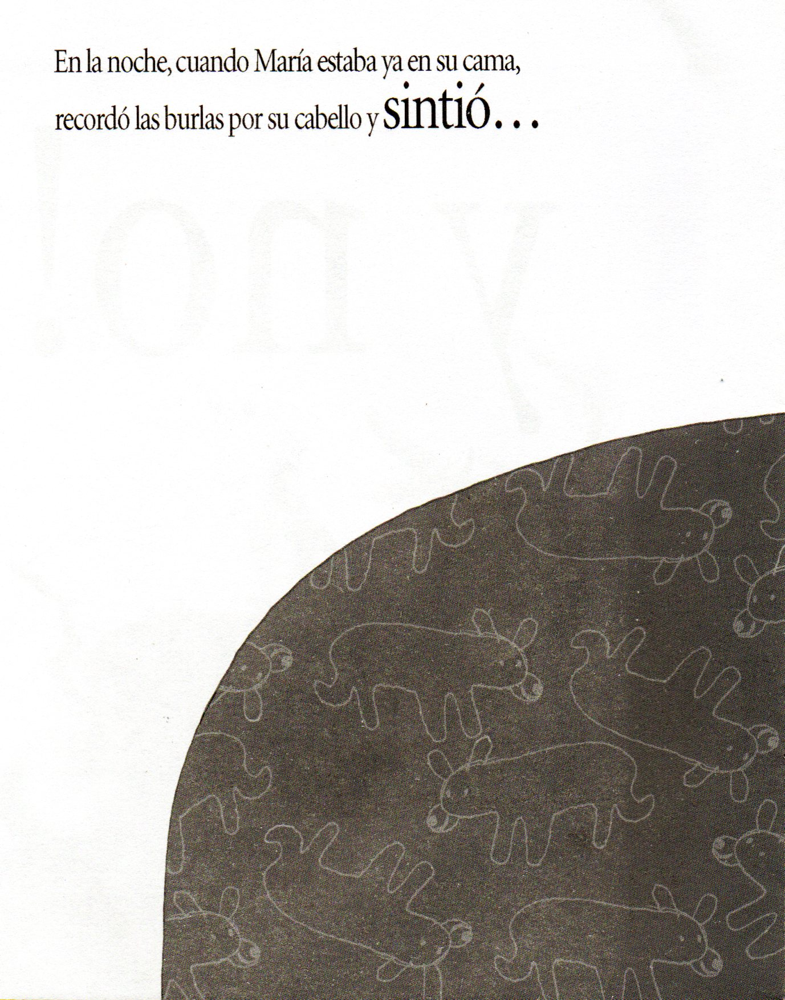 En la noche, cuando María estaba ya en su cama,
recordó las burlas por su cabello y sintió...